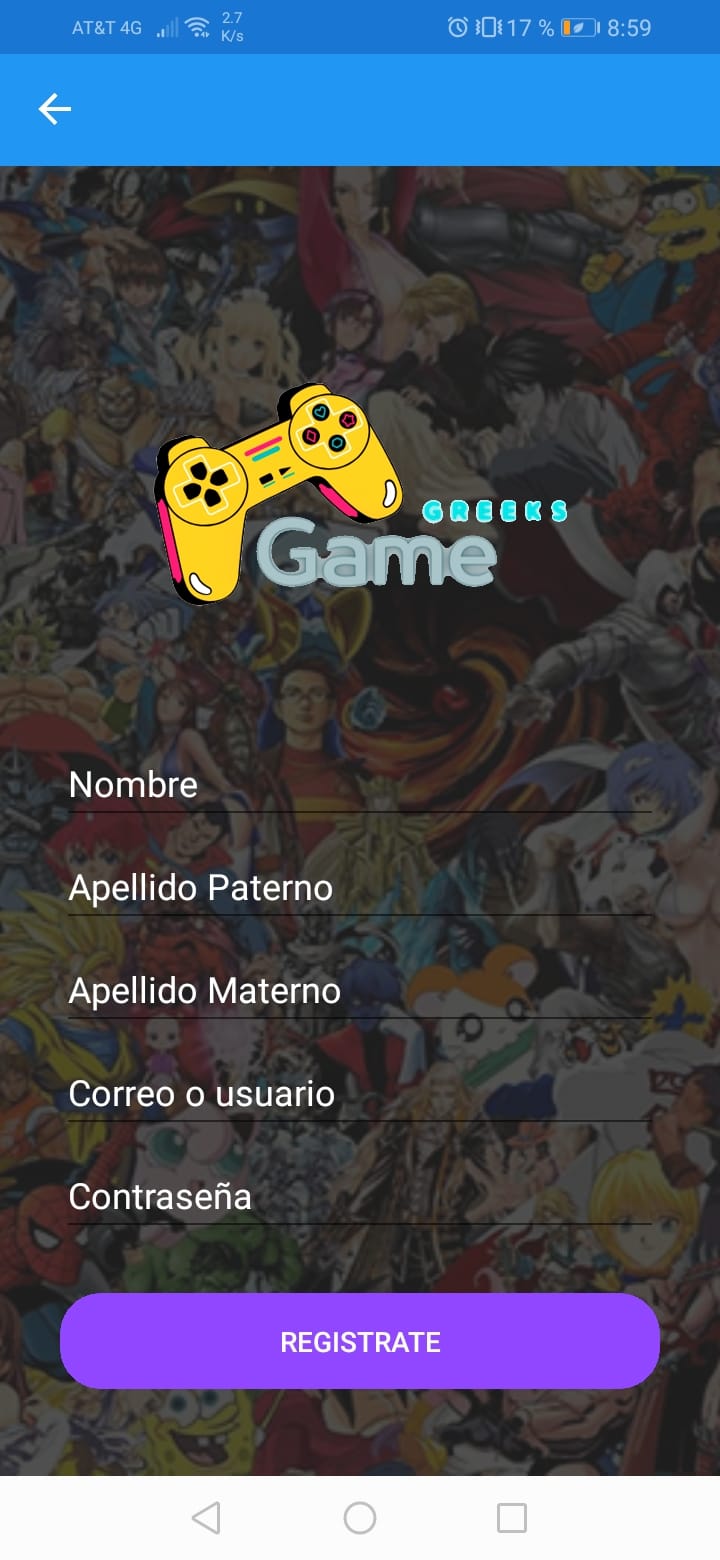 AT&T 4G 2.7 K/s 17 % 8:59
GREEKS
Game
Nombre
Apellido Paterno
Apellido Materno
Correo o usuario
Contraseña
REGISTRATE